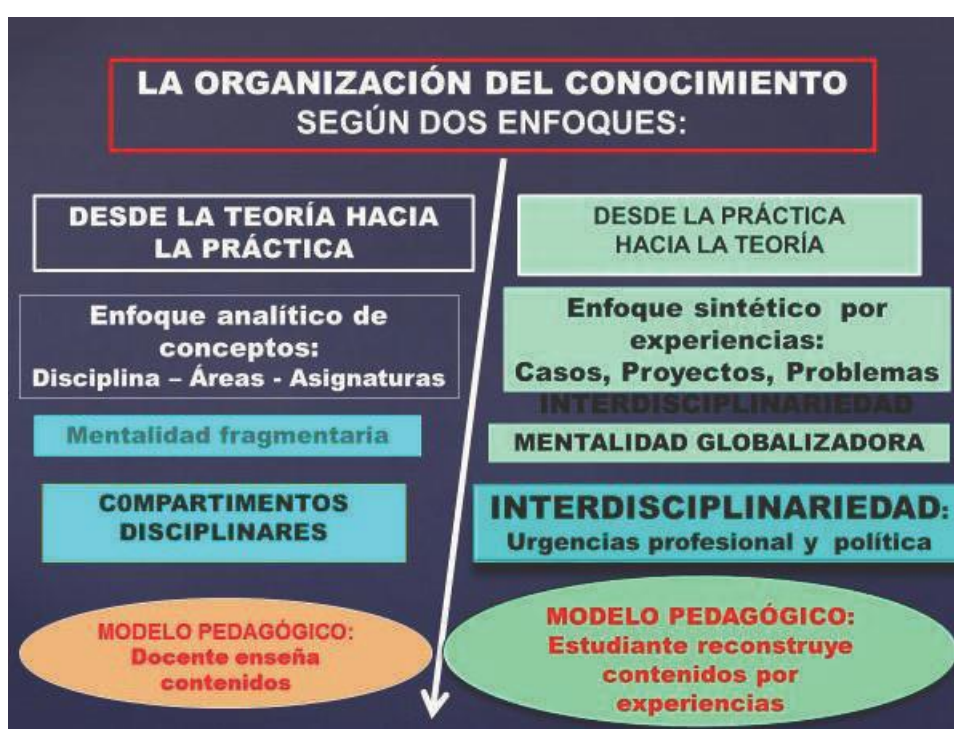 LA ORGANIZACIÓN DEL CONOCIMIENTO
SEGÚN DOS ENFOQUES:
DESDE LA TEORÍA HACIA
LA PRÁCTICA
Enfoque analítico de
conceptos:
Disciplina – Áreas - Asignaturas
Mentalidad fragmentaria
C0MPARTIMENTOS
DISCIPLINARES
MODELO PEDAGÓGICO:
Docente enseña
contenidos
DESDE LA PRÁCTICA
HACIA LA TEORÍA
Enfoque sintético por
experiencias:
Casos, Proyectos, Problemas
INTERDISCIPLINARIEDAD
MENTALIDAD GLOBALIZADORA
INTERDISCIPLINARIEDAD:
Urgencias profesional y política
MODELO PEDAGÓGICO:
Estudiante reconstruye
contenidos por
experiencias